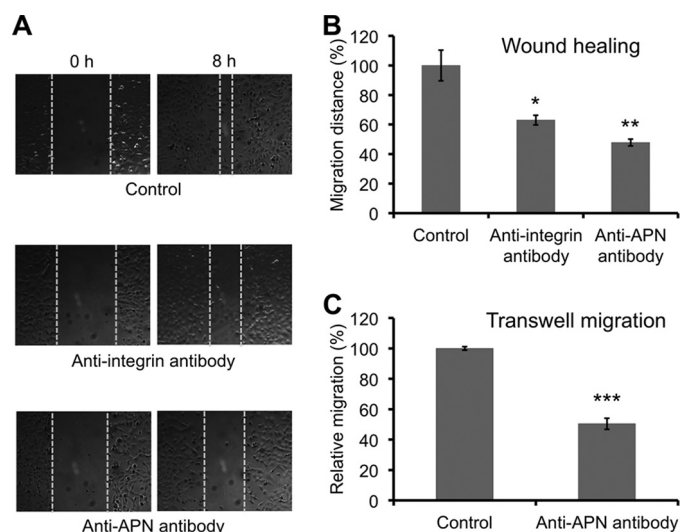 A
0 h 8 h
Control
Anti-integrin antibody
Anti-APN antibody
B
Wound healing
Migration distance (%)
120
100
80
60
40
20
0
*
**
Control Anti-integrin Anti-APN
antibody antibody
C
Transwell migration
Relative migration (%)
120
100
80
60
40
20
0
***
Control Anti-APN antibody